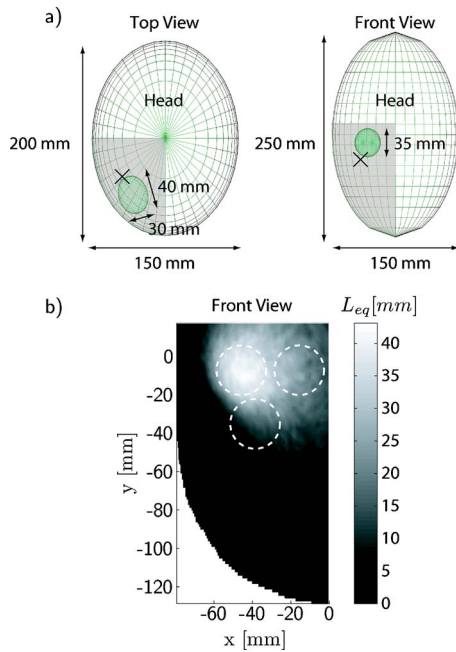 a)
Top View
Front View
Head
Head
200 mm
250 mm
35 mm
40 mm
30 mm
150 mm
150 mm
b)
Front View
L_eq[mm]
y [mm]
0
-20
-40
-60
-80
-100
-120
-60
-40
-20
0
x [mm]
40
35
30
25
20
15
10
5
0